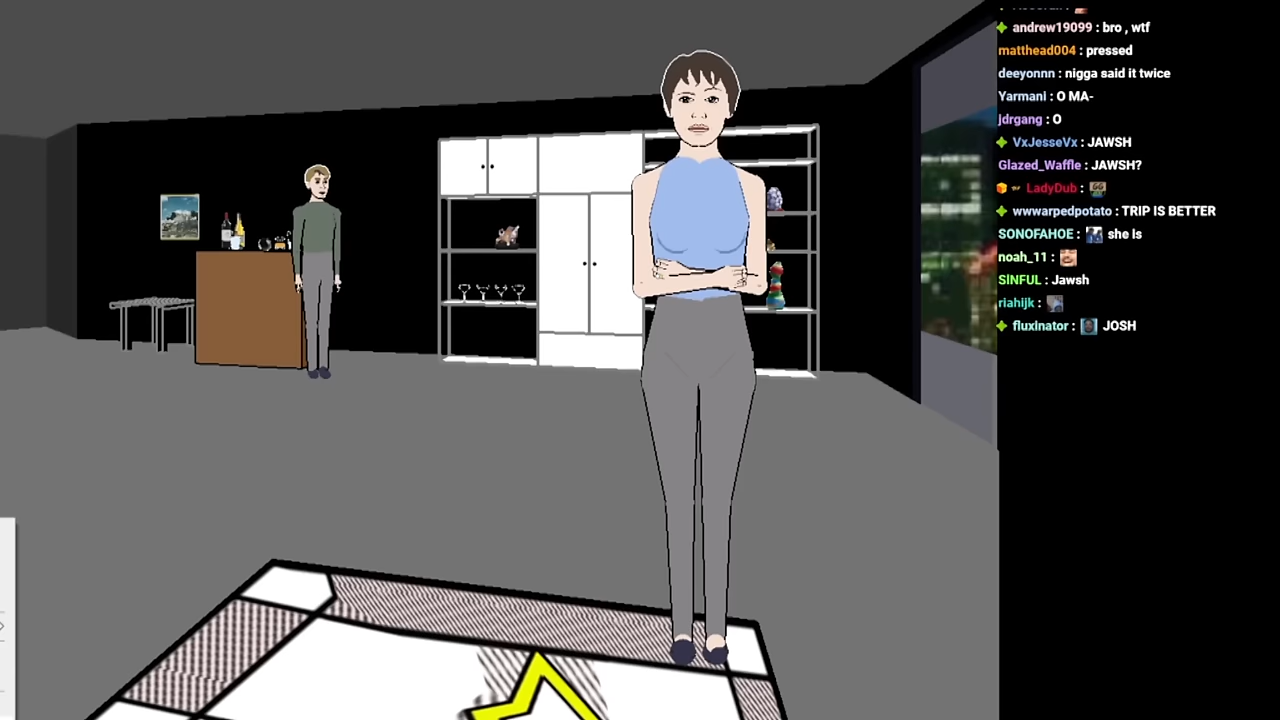 andrew19099 : bro , wtf
matthead004 : pressed
deeyonnn : nigga said it twice
Yarmani : O MA-
jdrgang : O
VxJesseVx : JAWSH
Glazed_Waffle : JAWSH?
LadyDub :
wwwarpedpotato : TRIP IS BETTER
SONOFAHOE : she Is
noah_11 :
SINFUL : Jawsh
riahijk :
fluxinator : JOSH